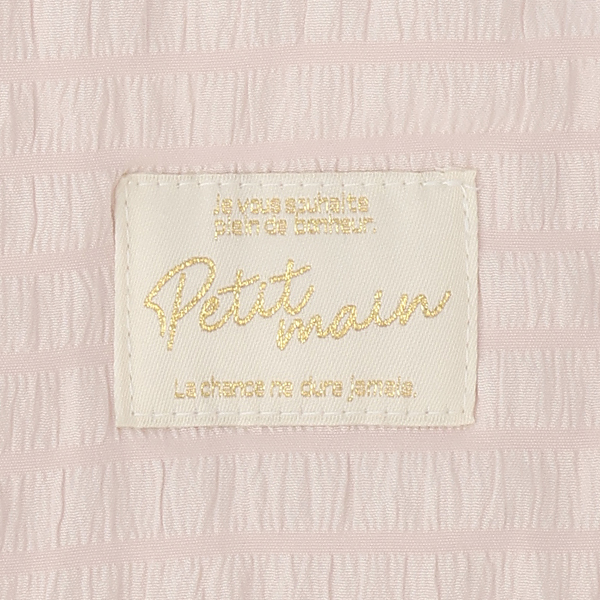 je vous souhaite
plein de bonheur.
Petit
main
La chance ne dure jamais.